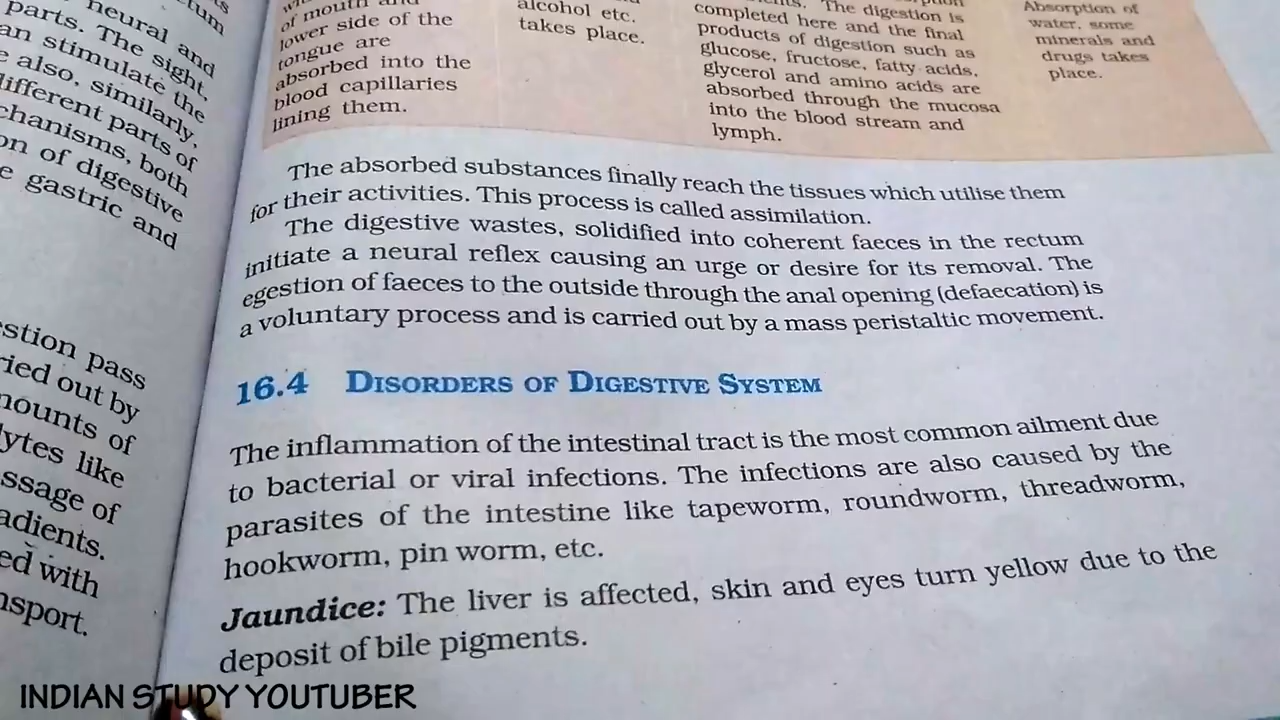 tum
neural and
parts. The sight,
an stimulate the
also, similarly,
different parts of
chanisms, both
on of digestive
e gastric and
estion pass
ried out by
nounts of
lytes like
ssage of
adients.
ed with
nsport.
of mouth and
lower side of the
tongue are
absorbed into the
blood capillaries
lining them.
alcohol etc.
takes place.
The digestion is
completed here and the final
products of digestion such as
glucose, fructose, fatty acids,
glycerol and amino acids are
absorbed through the mucosa
into the blood stream and
lymph.
Absorption of
water, some
minerals and
drugs takes
place.
The absorbed substances finally reach the tissues which utilise them
for their activities. This process is called assimilation.
The digestive wastes, solidified into coherent faeces in the rectum
initiate a neural reflex causing an urge or desire for its removal. The
egestion of faeces to the outside through the anal opening (defaecation) is
a voluntary process and is carried out by a mass peristaltic movement.
16.4 DISORDERS OF DIGESTIVE SYSTEM
The inflammation of the intestinal tract is the most common ailment due
to bacterial or viral infections. The infections are also caused by the
parasites of the intestine like tapeworm, roundworm, threadworm,
hookworm, pin worm, etc.
Jaundice: The liver is affected, skin and eyes turn yellow due to the
deposit of bile pigments.
INDIAN STUDY YOUTUBER